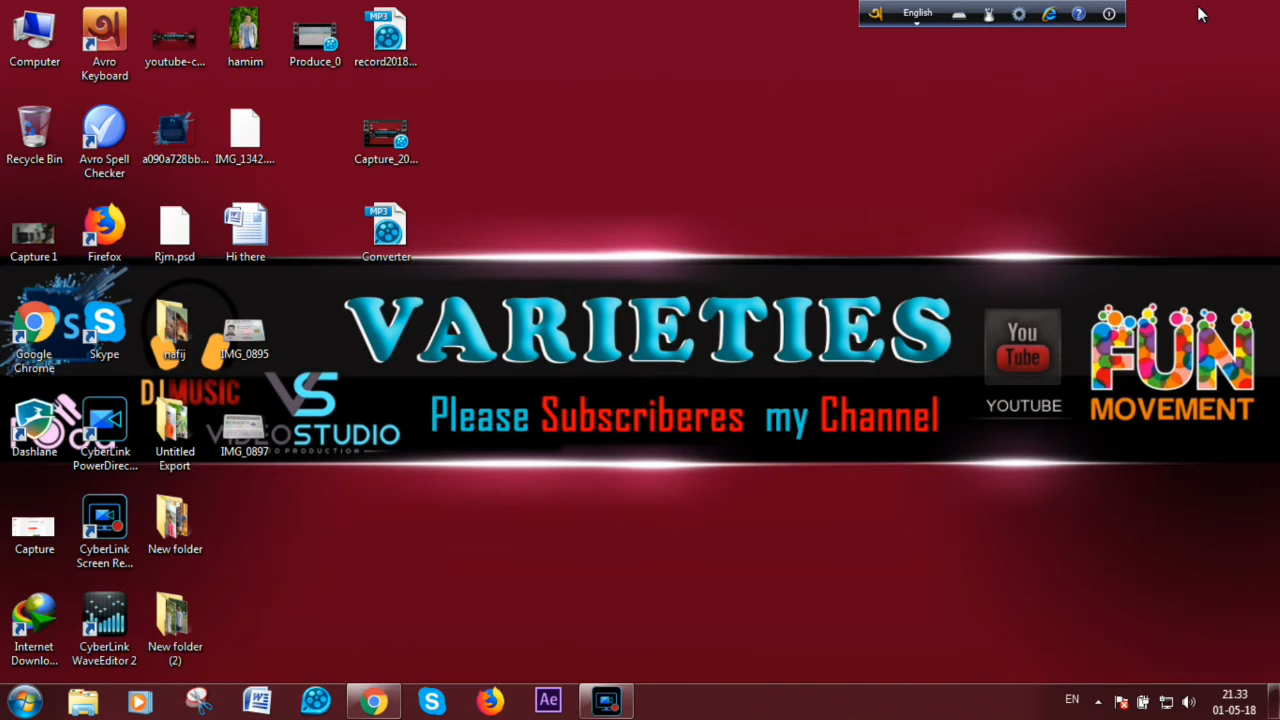 English
Computer
Avro
Keyboard
youtube-c...
hamim
Produce_0
MP3
record2018...
Recycle Bin
Avro Spell
Checker
a090a728bb...
IMG_1342....
Capture_20...
Capture 1
Firefox
Rjm.psd
Hi there
MP3
Converter
Google
Chrome
Skype
nafij
IMG_0895
VARIETIES
You
Tube
YOUTUBE
FUN
MOVEMENT
DJ MUSIC
VS
VIDEOSTUDIO
Please Subscriberes my Channel
Dashlane
CyberLink
PowerDirec...
Untitled
Export
IMG_0897
Capture
CyberLink
Screen Re...
New folder
Internet
Downlo...
CyberLink
WaveEditor 2
New folder
(2)
Ae
EN
21.33
01-05-18